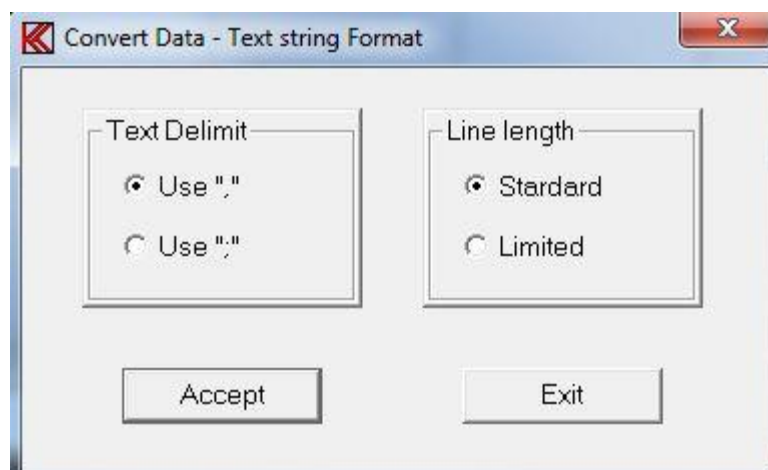 Convert Data - Text string Format
Text Delimit
Use ","
Use ";"
Line length
Stardard
Limited
Accept
Exit